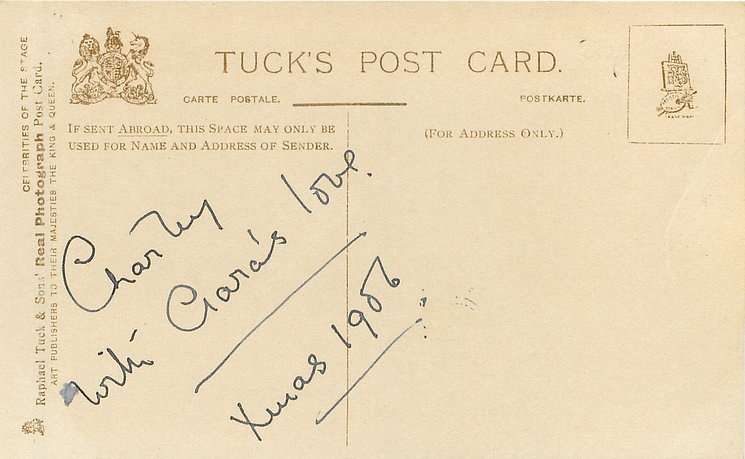 TUCK'S POST CARD.
CARTE POSTALE.
POSTKARTE.
IF SENT ABROAD, THIS SPACE MAY ONLY BE
USED FOR NAME AND ADDRESS OF SENDER.
(FOR ADDRESS ONLY.)
CELEBRITIES OF THE STAGE
Raphael Tuck & Sons' Real Photograph Post Card.
ART PUBLISHERS TO THEIR MAJESTIES THE KING & QUEEN.
Charley
With Clara's love.
Xmas 1906
TRADE MARK